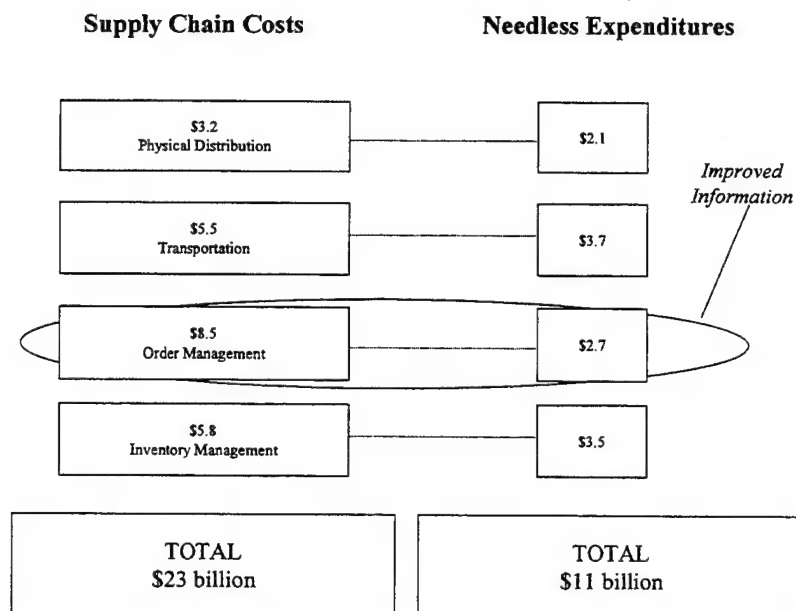 Supply Chain Costs
Needless Expenditures
$3.2
Physical Distribution
$2.1
Improved
Information
$5.5
Transportation
$3.7
$8.5
Order Management
$2.7
$5.8
Inventory Management
$3.5
TOTAL
$23 billion
TOTAL
$11 billion